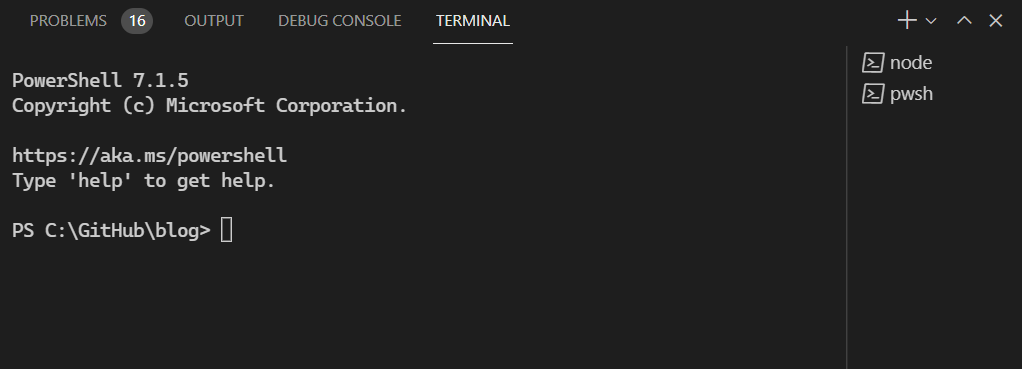 PROBLEMS 16 OUTPUT DEBUG CONSOLE TERMINAL
PowerShell 7.1.5
Copyright (c) Microsoft Corporation.
https://aka.ms/powershell
Type 'help' to get help.
PS C:\GitHub\blog>
node
pwsh